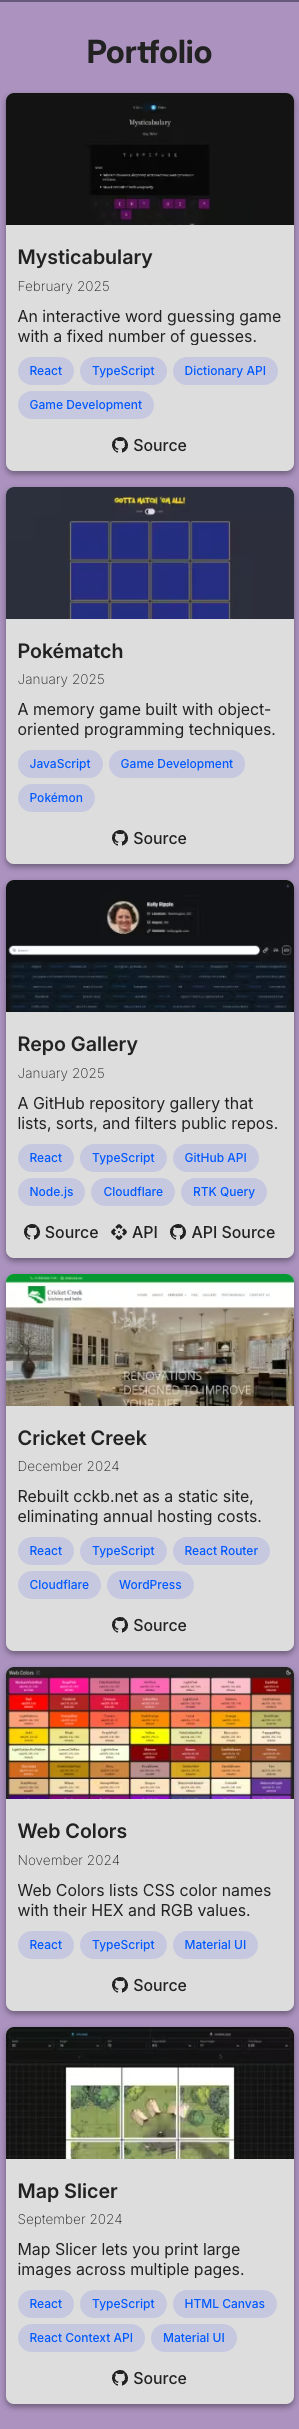 Portfolio
Mysticabulary
Mysticabulary
February 2025
An interactive word guessing game
with a fixed number of guesses.
React TypeScript Dictionary API
Game Development
Source
GOTTA MATCH 'EM ALL!
Pokématch
January 2025
A memory game built with object-
oriented programming techniques.
JavaScript Game Development
Pokémon
Source
Kelly Ripple
Repo Gallery
January 2025
A GitHub repository gallery that
lists, sorts, and filters public repos.
React TypeScript GitHub API
Node.js Cloudflare RTK Query
Source API API Source
Cricket Creek
RENOVATIONS
DESIGNED TO IMPROVE
YOUR LIFE
Cricket Creek
December 2024
Rebuilt cckb.net as a static site,
eliminating annual hosting costs.
React TypeScript React Router
Cloudflare WordPress
Source
Web Colors
Web Colors
November 2024
Web Colors lists CSS color names
with their HEX and RGB values.
React TypeScript Material UI
Source
Map Slicer
September 2024
Map Slicer lets you print large
images across multiple pages.
React TypeScript HTML Canvas
React Context API Material UI
Source